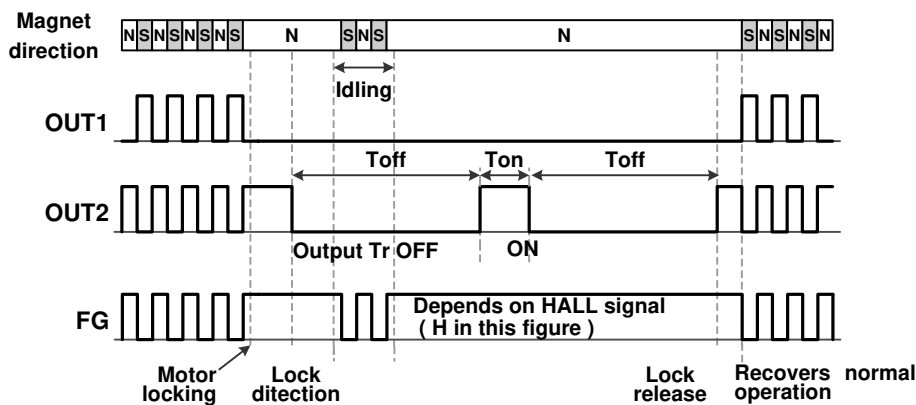 Magnet
direction
N S N S N S N S N S N S N N S N S N S N
Idling
OUT1
Toff Ton Toff
OUT2
Output Tr OFF ON
FG
Depends on HALL signal
( H in this figure )
Motor
locking
Lock
ditection
Lock
release
Recovers normal
operation